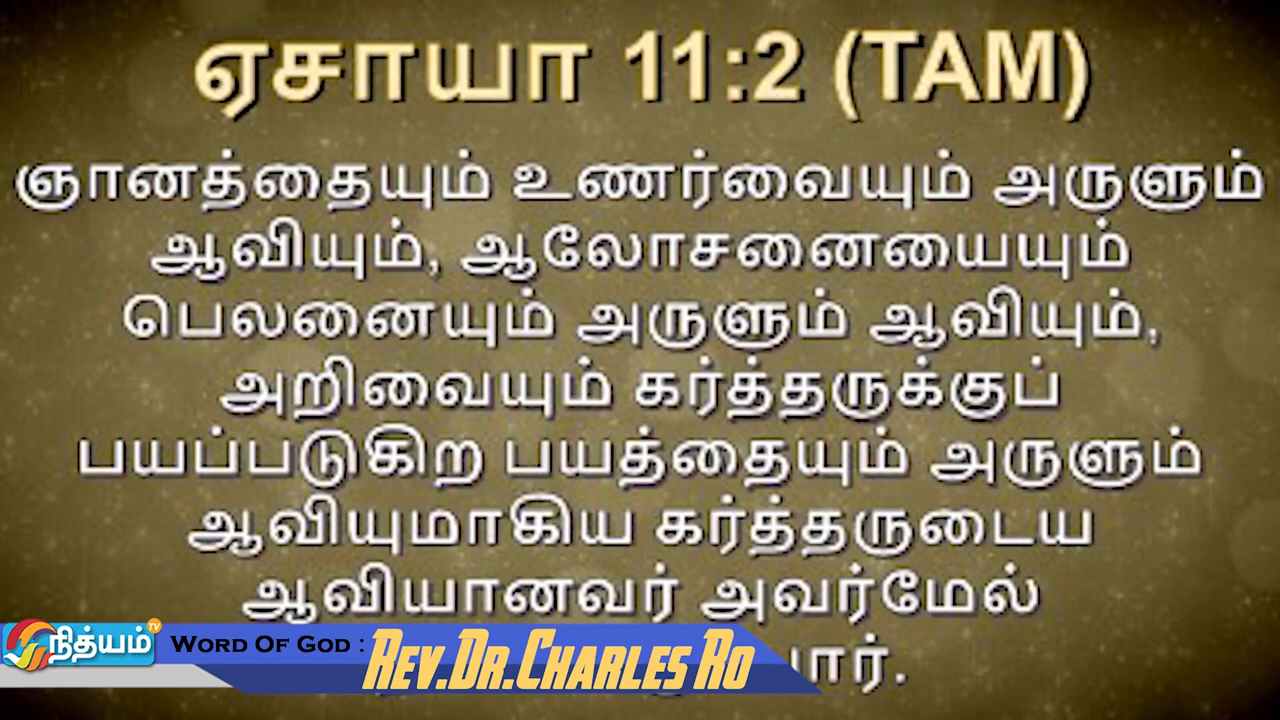 ஏசாயா 11:2 (TAM)
ஞானத்தையும் உணர்வையும் அருளும்
ஆவியும், ஆலோசனையையும்
பெலனையும் அருளும் ஆவியும்,
அறிவையும் கர்த்தருக்குப்
பயப்படுகிற பயத்தையும் அருளும்
ஆவியுமாகிய கர்த்தருடைய
ஆவியானவர் அவர்மேல்
நித்யம் TV WORD OF GOD : REV.DR.CHARLES RO